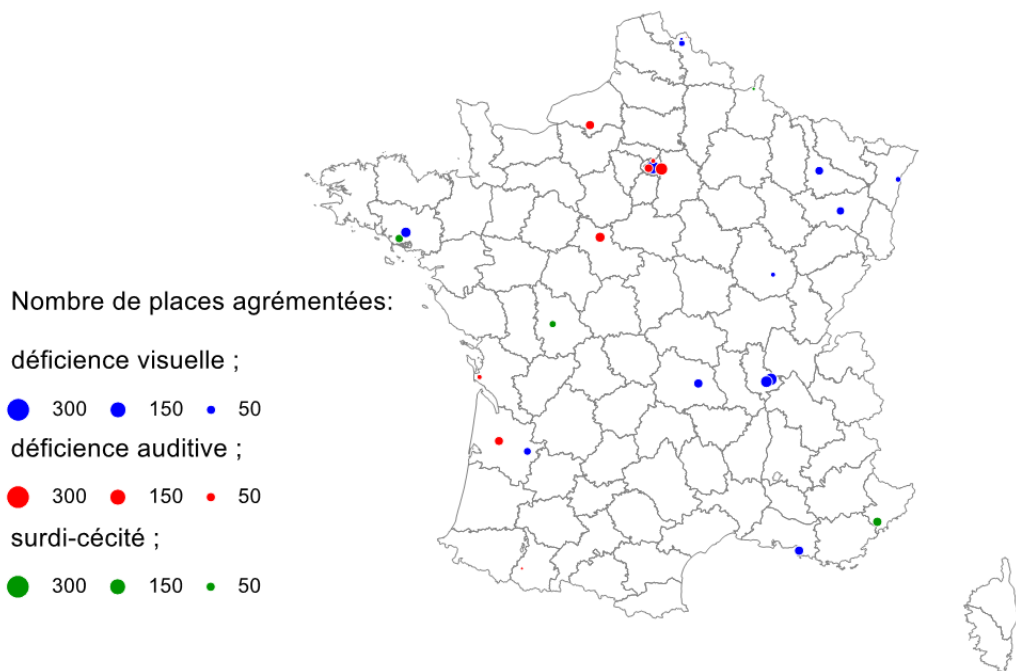 Nombre de places agrémentées:
déficience visuelle ;
300 150 50
déficience auditive ;
300 150 50
surdi-cécité ;
300 150 50